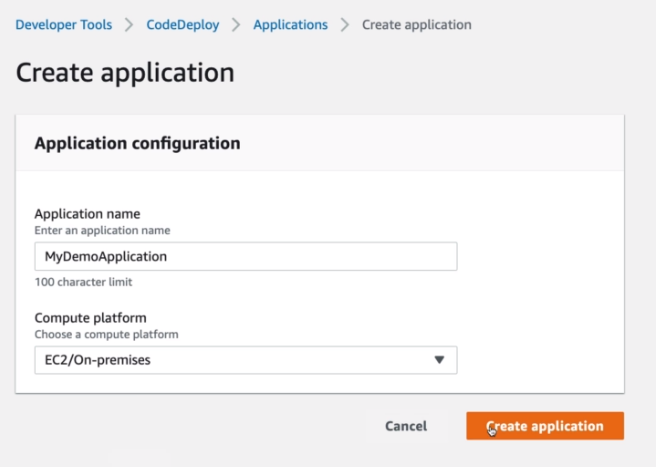 Developer Tools > CodeDeploy > Applications > Create application
Create application
Application configuration
Application name
Enter an application name
MyDemoApplication
100 character limit
Compute platform
Choose a compute platform
EC2/On-premises
Cancel Create application